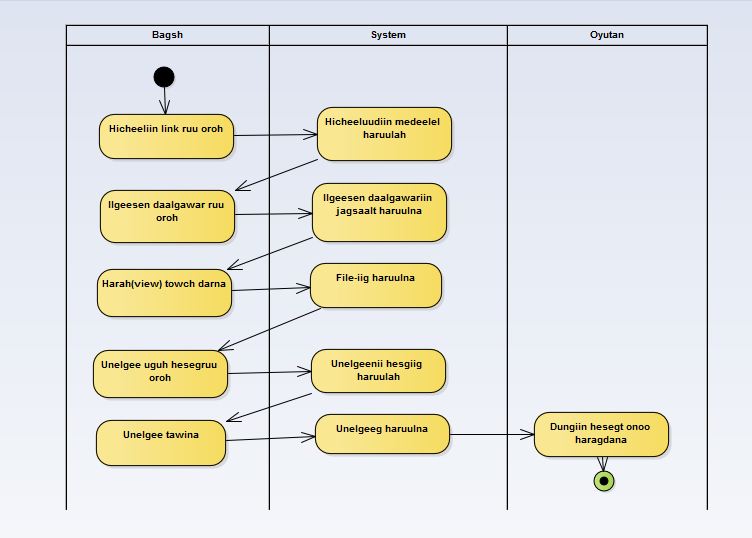 Bagsh
System
Oyutan
Hicheeliin link ruu oroh
Hicheeluudiin medeelel
haruulah
Ilgeesen daalgawar ruu
oroh
Ilgeesen daalgawariin
jagsaalt haruulna
Harah(view) towch darna
File-iig haruulna
Unelgee uguh hesegruu
oroh
Unelgeenii hesgiig
haruulah
Unelgee tawina
Unelgeeg haruulna
Dungiin hesegt onoo
haragdana